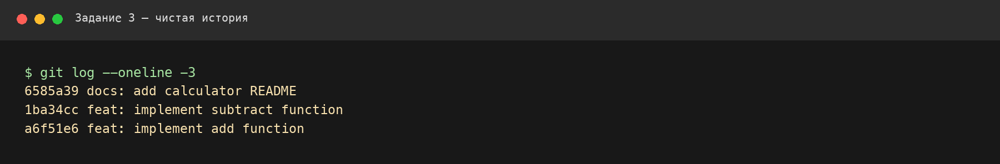 Задание 3 — чистая история
$ git log --oneline -3
6585a39 docs: add calculator README
1ba34cc feat: implement subtract function
a6f51e6 feat: implement add function